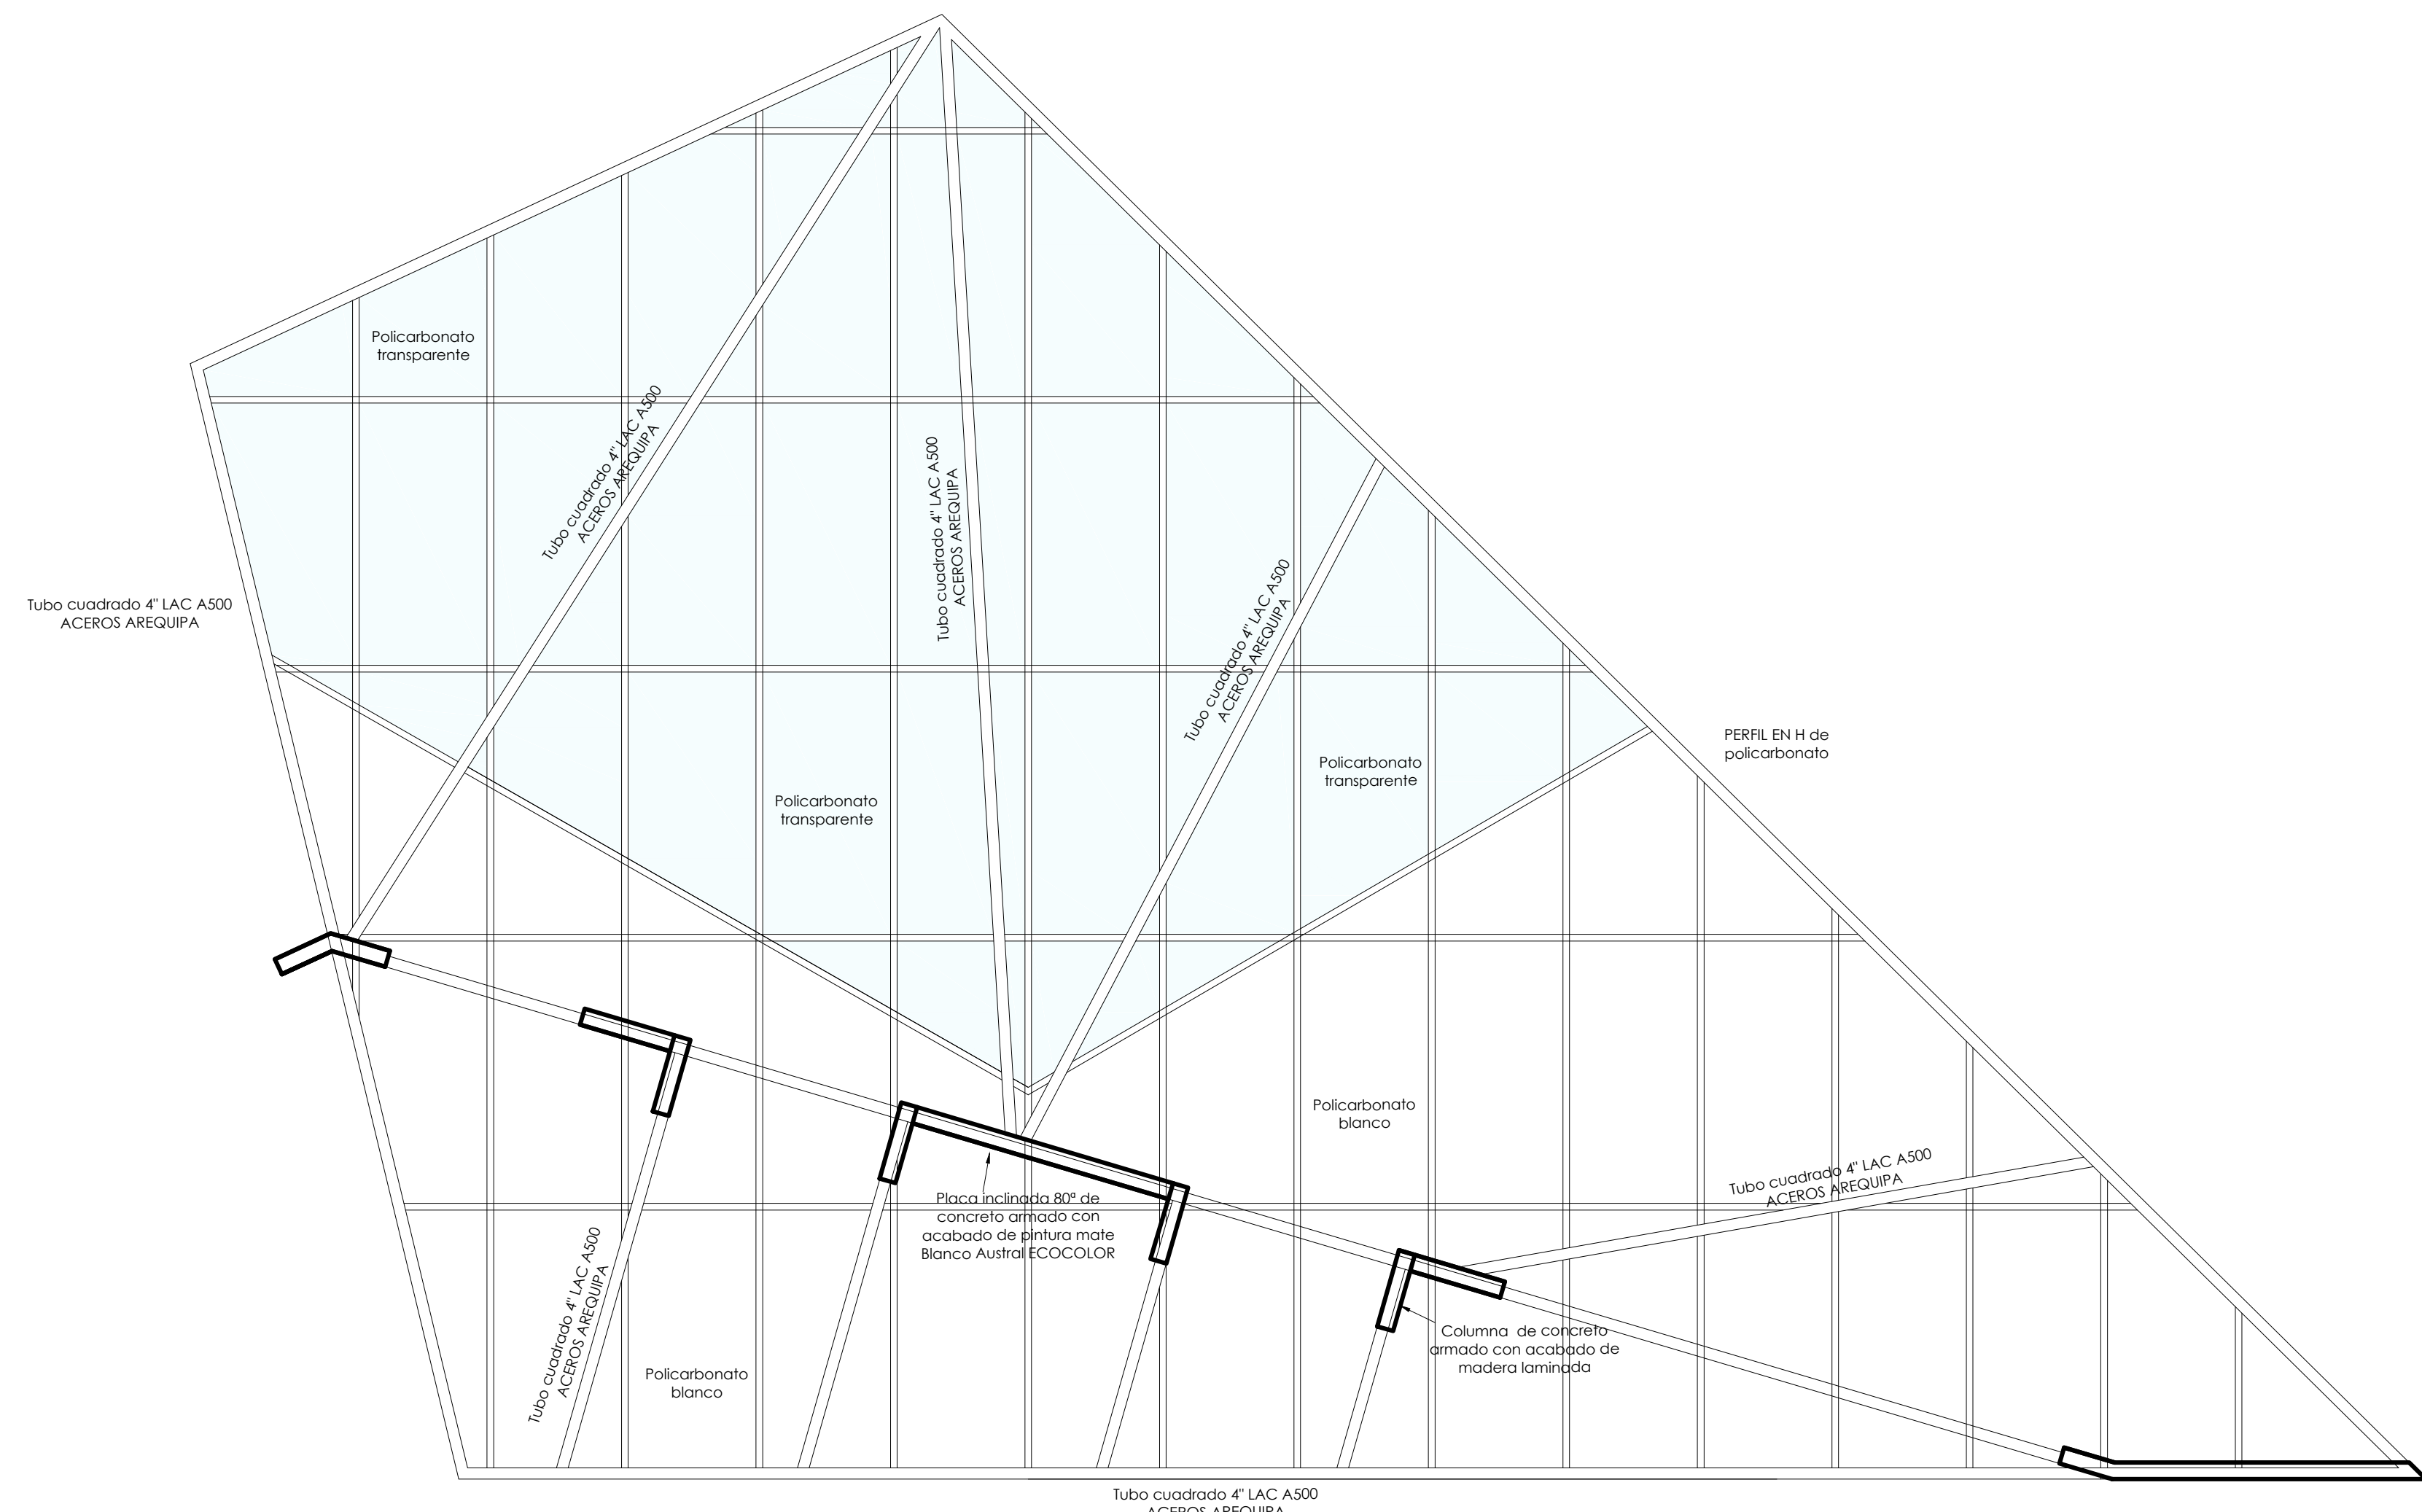 Policarbonato
transparente
Tubo cuadrado 4" LAC A500
ACEROS AREQUIPA
Tubo cuadrado 4" LAC A500
ACEROS AREQUIPA
Tubo cuadrado 4" LAC A500
ACEROS AREQUIPA
Tubo cuadrado 4" LAC A500
ACEROS AREQUIPA
PERFIL EN H de
policarbonato
Policarbonato
transparente
Policarbonato
transparente
Policarbonato
blanco
Tubo cuadrado 4" LAC A500
ACEROS AREQUIPA
Placa inclinada 80ª de
concreto armado con
acabado de pintura mate
Blanco Austral ECOCOLOR
Tubo cuadrado 4" LAC A500
ACEROS AREQUIPA
Columna de concreto
armado con acabado de
madera laminada
Policarbonato
blanco
Tubo cuadrado 4" LAC A500
ACEROS AREQUIPA